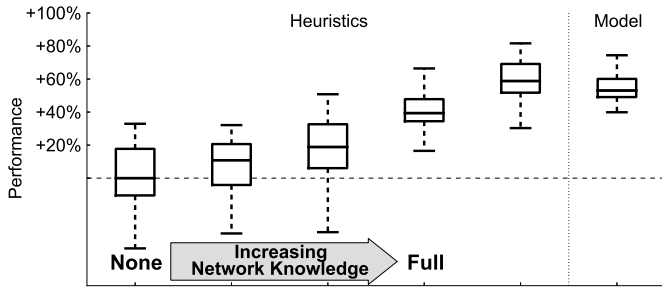 +100%
Heuristics
Model
+80%
+60%
+40%
+20%
Performance
None
Increasing
Network Knowledge
Full